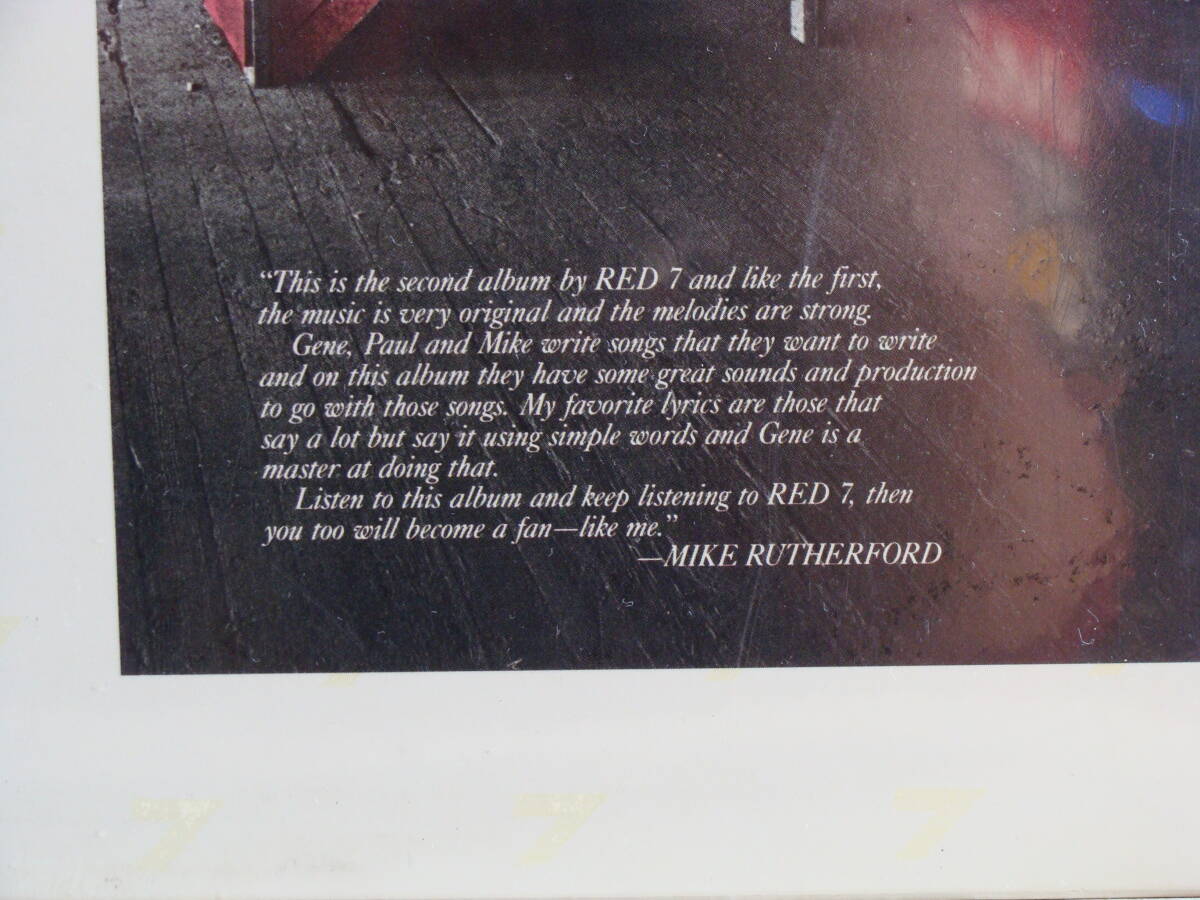 “This is the second album by RED 7 and like the first,
the music is very original and the melodies are strong.
Gene, Paul and Mike write songs that they want to write
and on this album they have some great sounds and production
to go with those songs. My favorite lyrics are those that
say a lot but say it using simple words and Gene is a
master at doing that.
Listen to this album and keep listening to RED 7, then
you too will become a fan—like me.”
—MIKE RUTHERFORD
7 7 7